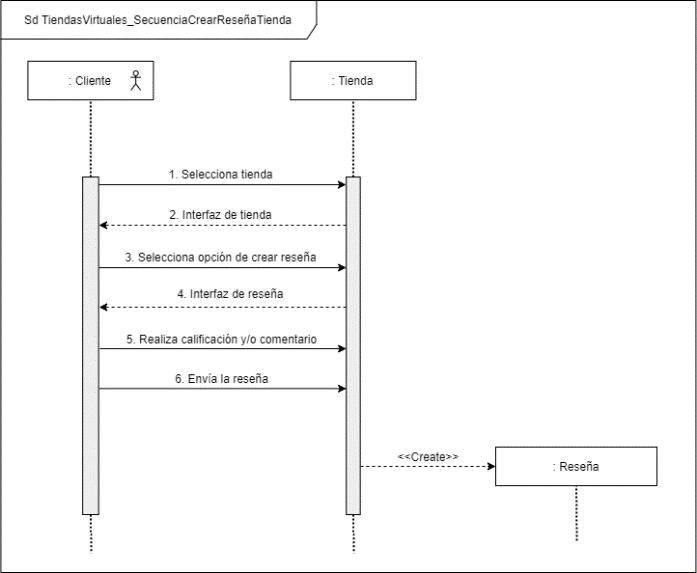 Sd TiendasVirtuales_SecuenciaCrearReseñaTienda
: Cliente
: Tienda
1. Selecciona tienda
2. Interfaz de tienda
3. Selecciona opción de crear reseña
4. Interfaz de reseña
5. Realiza calificación y/o comentario
6. Envía la reseña
<<Create>>
: Reseña